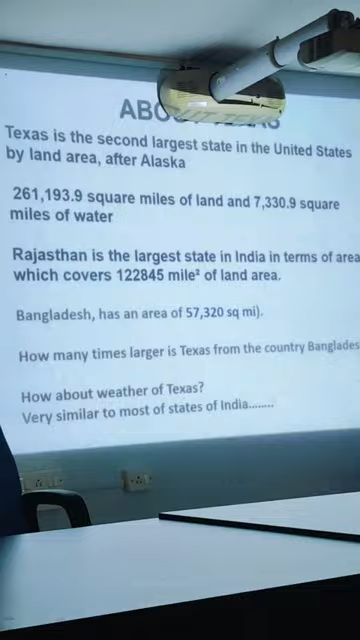 Texas is the second largest state in the United States
by land area, after Alaska
261,193.9 square miles of land and 7,330.9 square
miles of water
Rajasthan is the largest state in India in terms of area
which covers 122845 mile² of land area.
Bangladesh, has an area of 57,320 sq mi).
How many times larger is Texas from the country Banglades
How about weather of Texas?
Very similar to most of states of India........